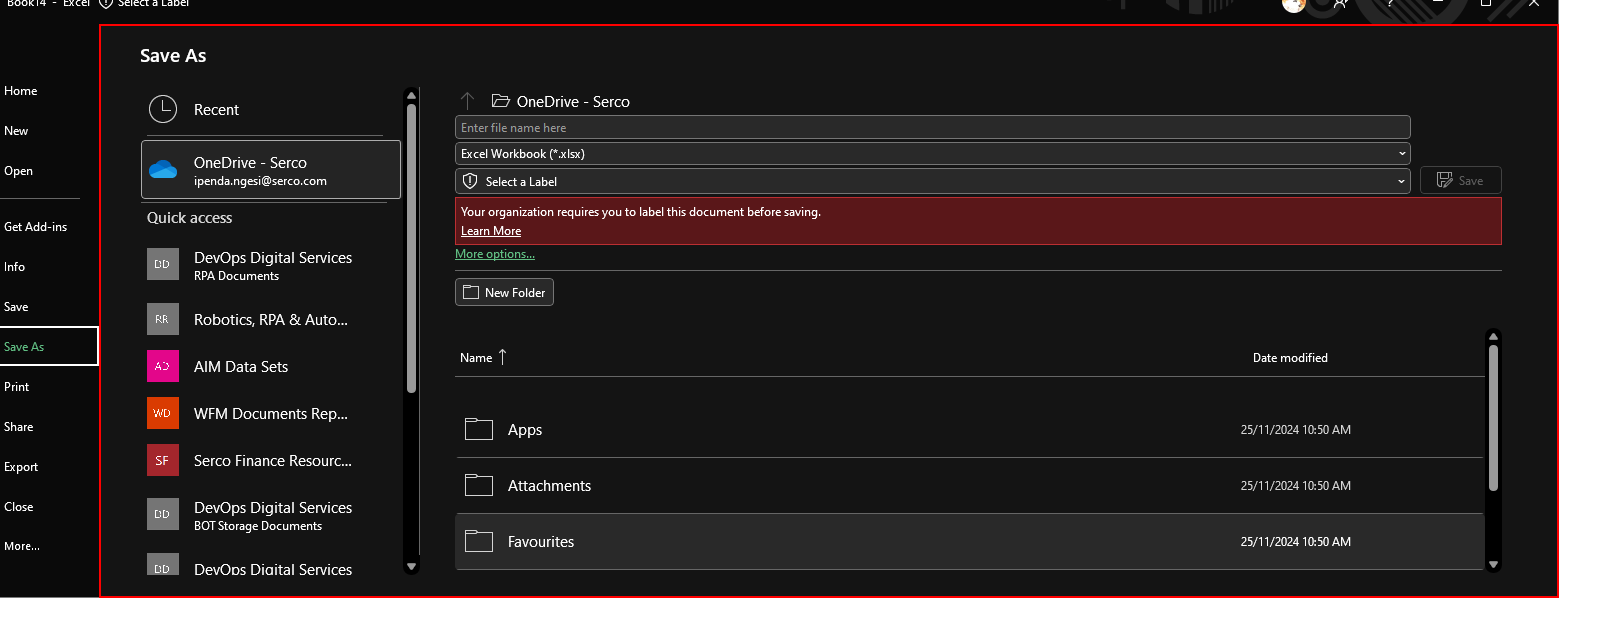 Book14 - Excel Select a Label
?
Home
New
Open
Get Add-ins
Info
Save
Save As
Print
Share
Export
Close
More...
Save As
Recent
OneDrive - Serco
ipenda.ngesi@serco.com
Quick access
DD DevOps Digital Services
RPA Documents
RR Robotics, RPA & Auto...
AD AIM Data Sets
WD WFM Documents Rep...
SF Serco Finance Resourc...
DD DevOps Digital Services
BOT Storage Documents
DD DevOps Digital Services
OneDrive - Serco
Enter file name here
Excel Workbook (*.xlsx)
Select a Label
Save
Your organization requires you to label this document before saving.
Learn More
More options...
New Folder
Name Date modified
Apps 25/11/2024 10:50 AM
Attachments 25/11/2024 10:50 AM
Favourites 25/11/2024 10:50 AM